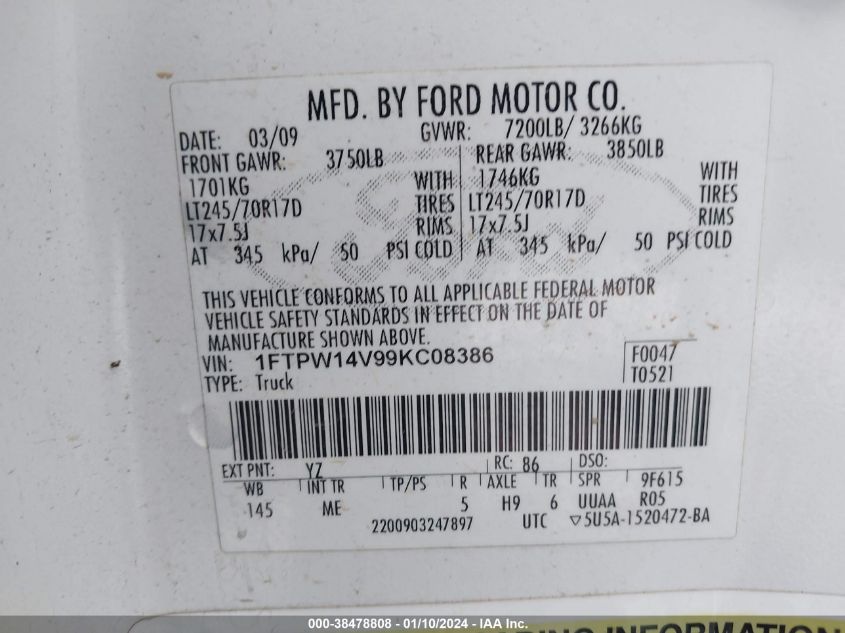 MFD. BY FORD MOTOR CO.
DATE: 03/09 GVWR: 7200LB/ 3266KG
FRONT GAWR: 3750LB REAR GAWR: 3850LB
1701KG WITH 1746KG WITH
LT245/70R17D TIRES LT245/70R17D TIRES
17x7.5J RIMS 17x7.5J RIMS
AT 345 kPa/ 50 PSI COLD AT 345 kPa/ 50 PSI COLD
THIS VEHICLE CONFORMS TO ALL APPLICABLE FEDERAL MOTOR
VEHICLE SAFETY STANDARDS IN EFFECT ON THE DATE OF
MANUFACTURE SHOWN ABOVE.
VIN: 1FTPW14V99KC08386 F0047
TYPE: Truck T0521
EXT PNT: YZ RC: 86 DSO:
WB INT TR TP/PS R AXLE TR SPR 9F615
145 ME 5 H9 6 UUAA R05
2200903247897 UTC ▽5U5A-1520472-BA
000-38478808 - 01/10/2024 - IAA Inc.
INFORMATION